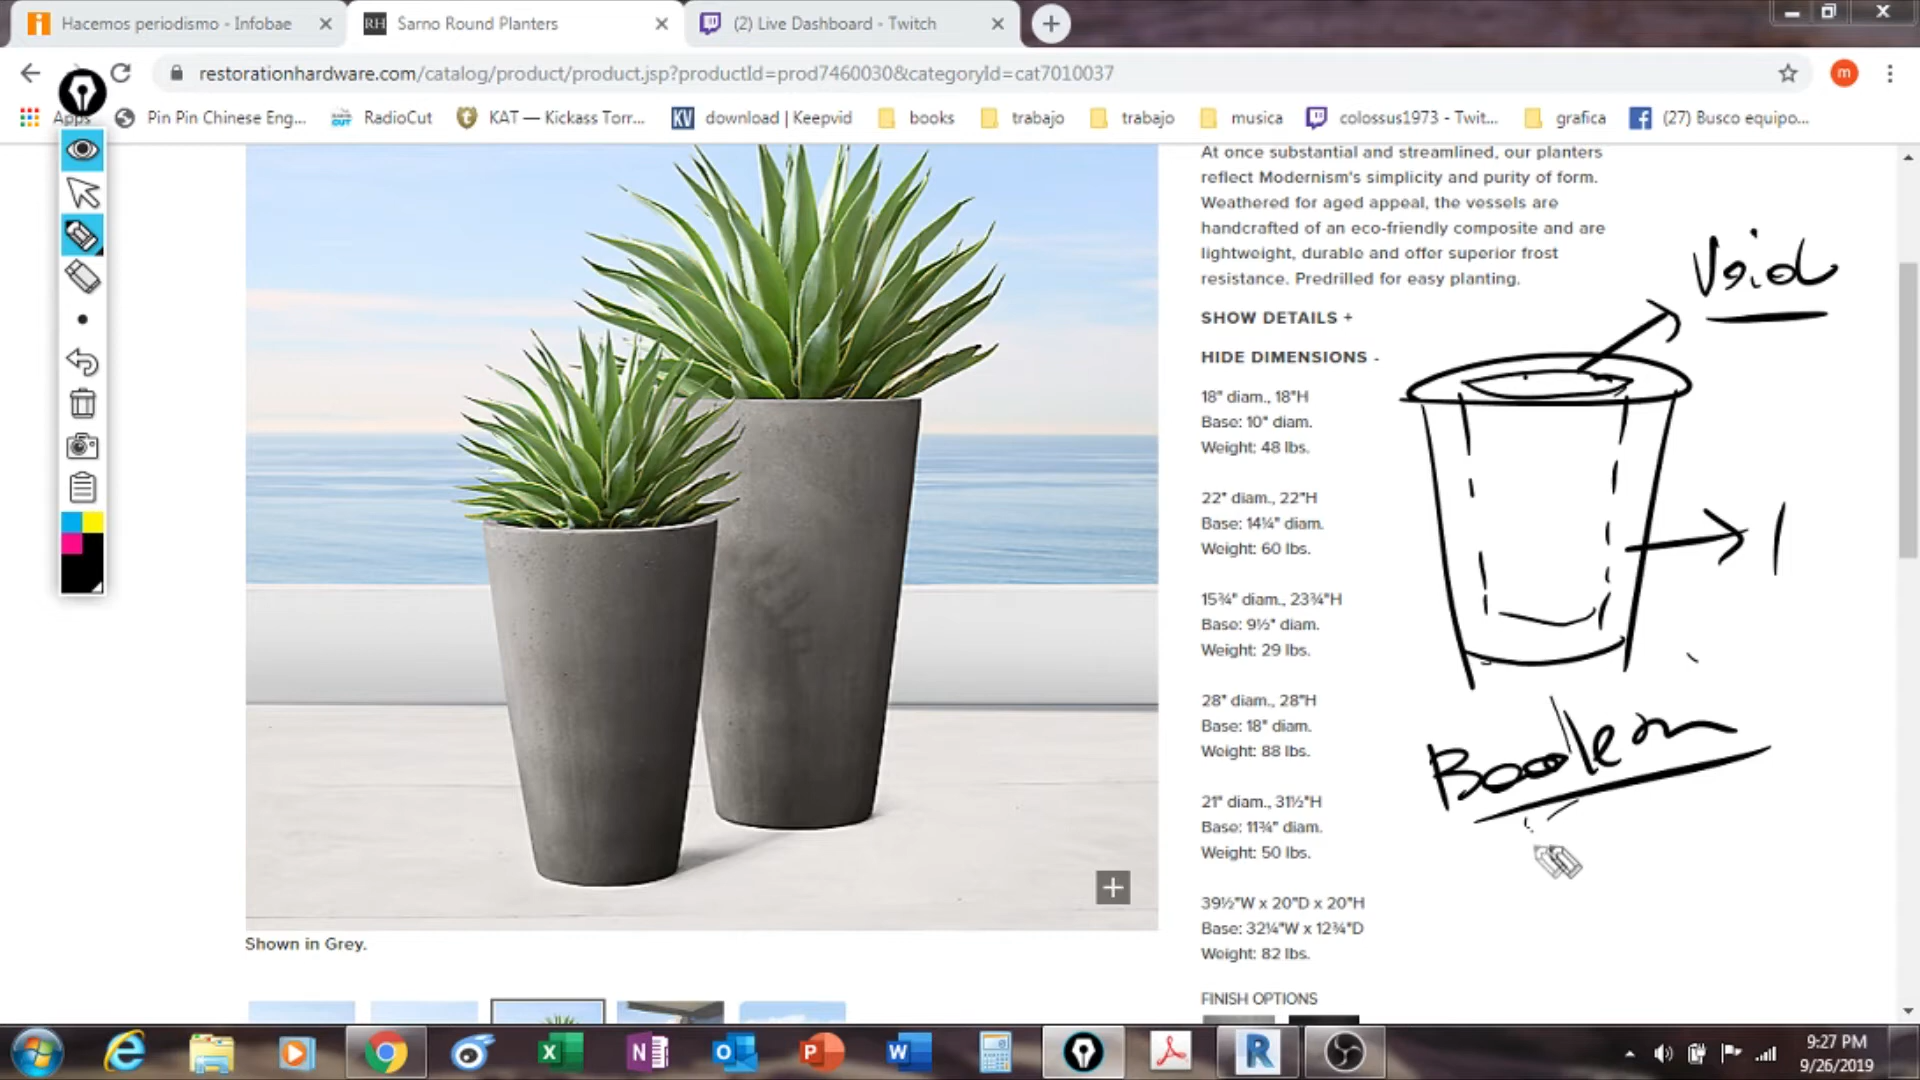 Hacemos periodismo - Infobae
RH Sarno Round Planters
(2) Live Dashboard - Twitch
restorationhardware.com/catalog/product/product.jsp?productId=prod7460030&categoryId=cat7010037
m
Apps
Pin Pin Chinese Eng...
RadioCut
KAT — Kickass Torr...
KV download | Keepvid
books
trabajo
trabajo
musica
colossus1973 - Twit...
grafica
(27) Busco equipo...
At once substantial and streamlined, our planters
reflect Modernism's simplicity and purity of form.
Weathered for aged appeal, the vessels are
handcrafted of an eco-friendly composite and are
lightweight, durable and offer superior frost
resistance. Predrilled for easy planting.
SHOW DETAILS +
HIDE DIMENSIONS -
18" diam., 18"H
Base: 10" diam.
Weight: 48 lbs.
22" diam., 22"H
Base: 14¼" diam.
Weight: 60 lbs.
15¾" diam., 23¾"H
Base: 9½" diam.
Weight: 29 lbs.
28" diam., 28"H
Base: 18" diam.
Weight: 88 lbs.
21" diam., 31½"H
Base: 11¾" diam.
Weight: 50 lbs.
39½"W x 20"D x 20"H
Base: 32¼"W x 12¾"D
Weight: 82 lbs.
FINISH OPTIONS
Void
1
Boolean
Shown in Grey.
9:27 PM
9/26/2019